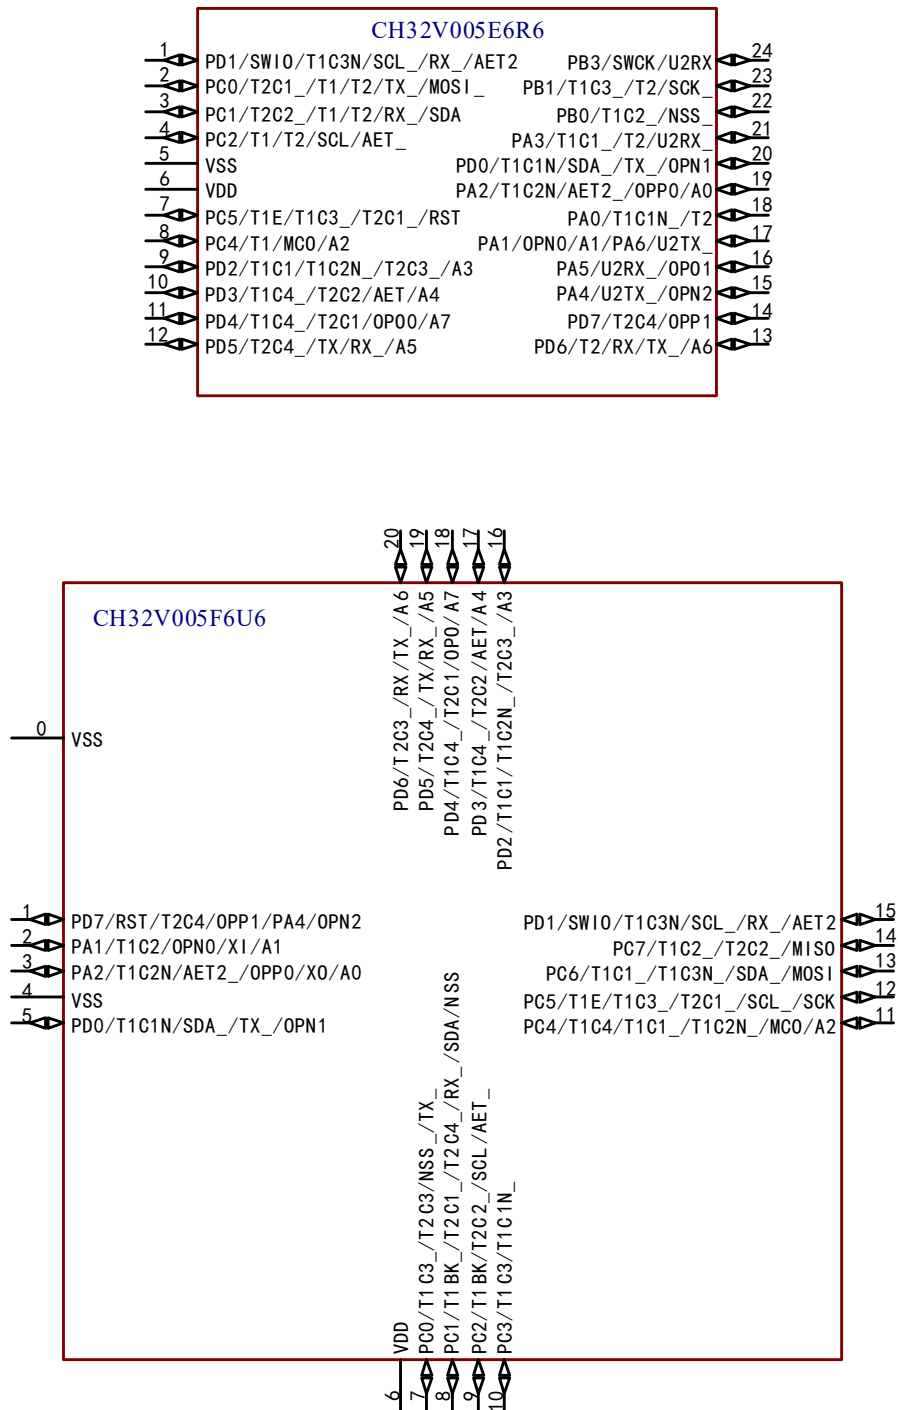 CH32V005E6R6
1 PD1/SWIO/T1C3N/SCL_/RX_/AET2
2 PC0/T2C1_/T1/T2/TX_/MOSI_
3 PC1/T2C2_/T1/T2/RX_/SDA
4 PC2/T1/T2/SCL/AET_
5 VSS
6 VDD
7 PC5/T1E/T1C3_/T2C1_/RST
8 PC4/T1/MCO/A2
9 PD2/T1C1/T1C2N_/T2C3_/A3
10 PD3/T1C4_/T2C2/AET/A4
11 PD4/T1C4_/T2C1/OPO0/A7
12 PD5/T2C4_/TX/RX_/A5
PB3/SWCK/U2RX 24
PB1/T1C3_/T2/SCK_ 23
PB0/T1C2_/NSS_ 22
PA3/T1C1_/T2/U2RX_ 21
PD0/T1C1N/SDA_/TX_/OPN1 20
PA2/T1C2N/AET2_/OPP0/A0 19
PA0/T1C1N_/T2 18
PA1/OPN0/A1/PA6/U2TX_ 17
PA5/U2RX_/OPO1 16
PA4/U2TX_/OPN2 15
PD7/T2C4/OPP1 14
PD6/T2/RX/TX_/A6 13
CH32V005F6U6
20 PD6/T2C3_/RX/TX_/A6
19 PD5/T2C4_/TX/RX_/A5
18 PD4/T1C4_/T2C1/OPO/A7
17 PD3/T1C4_/T2C2/AET/A4
16 PD2/T1C1/T1C2N_/T2C3_/A3
0 VSS
1 PD7/RST/T2C4/OPP1/PA4/OPN2
2 PA1/T1C2/OPN0/XI/A1
3 PA2/T1C2N/AET2_/OPP0/XO/A0
4 VSS
5 PD0/T1C1N/SDA_/TX_/OPN1
PD1/SWIO/T1C3N/SCL_/RX_/AET2 15
PC7/T1C2_/T2C2_/MISO 14
PC6/T1C1_/T1C3N_/SDA_/MOSI 13
PC5/T1E/T1C3_/T2C1_/SCL_/SCK 12
PC4/T1C4/T1C1_/T1C2N_/MCO/A2 11
VDD 6
PC0/T1C3_/T2C3/NSS_/TX_ 7
PC1/T1BK_/T2C1_/T2C4_/RX_/SDA/NSS 8
PC2/T1BK/T2C2_/SCL/AET_ 9
PC3/T1C3/T1C1N_ 10